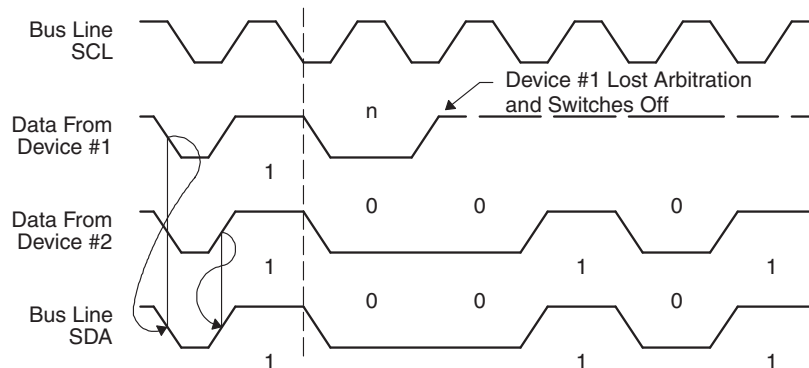 Bus Line
SCL
Device #1 Lost Arbitration
and Switches Off
n
Data From
Device #1
1
0 0 0
Data From
Device #2
1 1 1
0 0 0
Bus Line
SDA
1 1 1